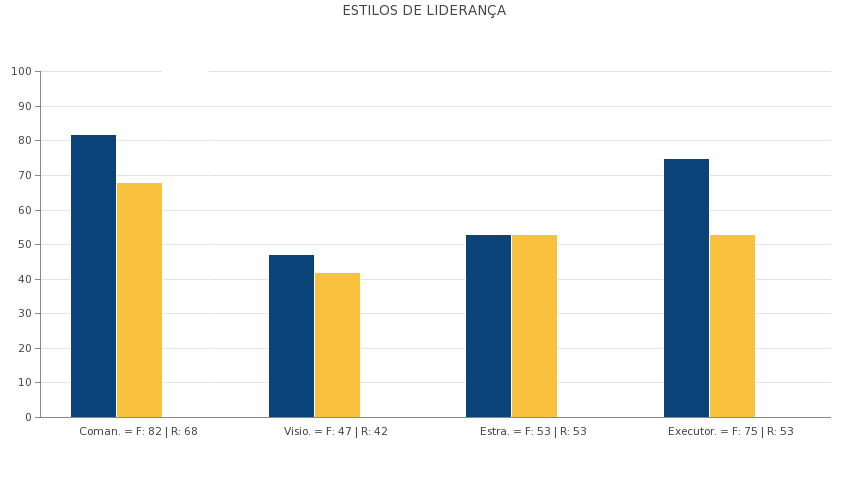 ESTILOS DE LIDERANÇA
100
90
80
70
60
50
40
30
20
10
0
Coman. = F: 82 | R: 68
Visio. = F: 47 | R: 42
Estra. = F: 53 | R: 53
Executor. = F: 75 | R: 53